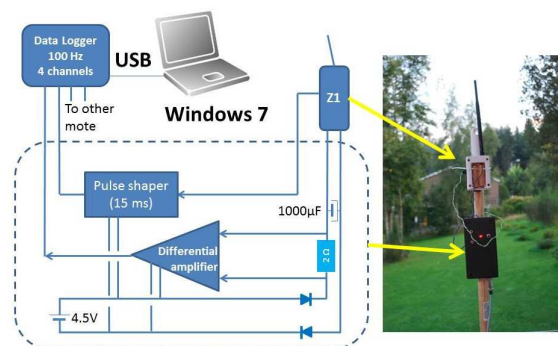 Data Logger
100 Hz
4 channels
USB
Windows 7
To other
mote
Z1
Pulse shaper
(15 ms)
1000µF
Differential
amplifier
2 Ω
4.5V